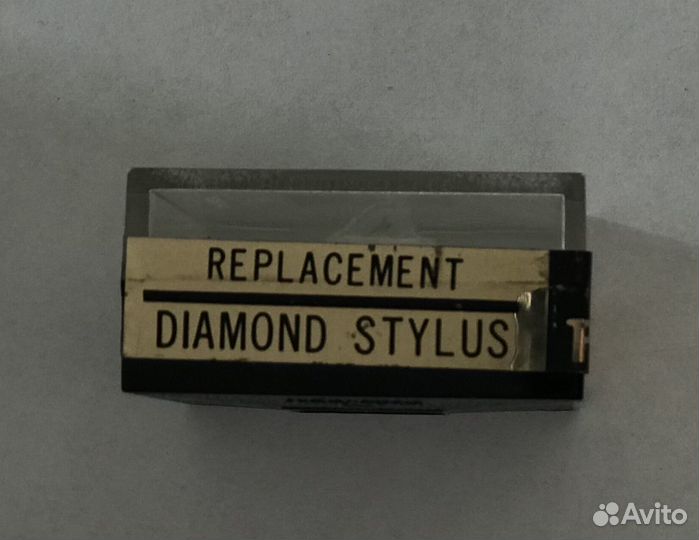 REPLACEMENT
DIAMOND STYLUS
Avito